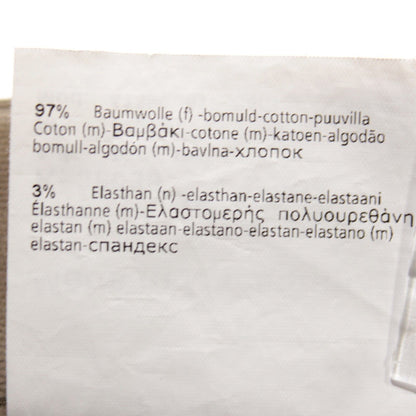 97% Baumwolle (f) -bomuld-cotton-puuvilla
Coton (m)-Βαμβάκι-cotone (m)-katoen-algodão
bomull-algodón (m)-bavlna-хлопок
3% Elasthan (n) -elasthan-elastane-elastaani
Élasthanne (m)-Ελαστομερής πολυουρεθάνη
elastan (m) elastaan-elastano-elastan-elastano (m)
elastan-спандекс